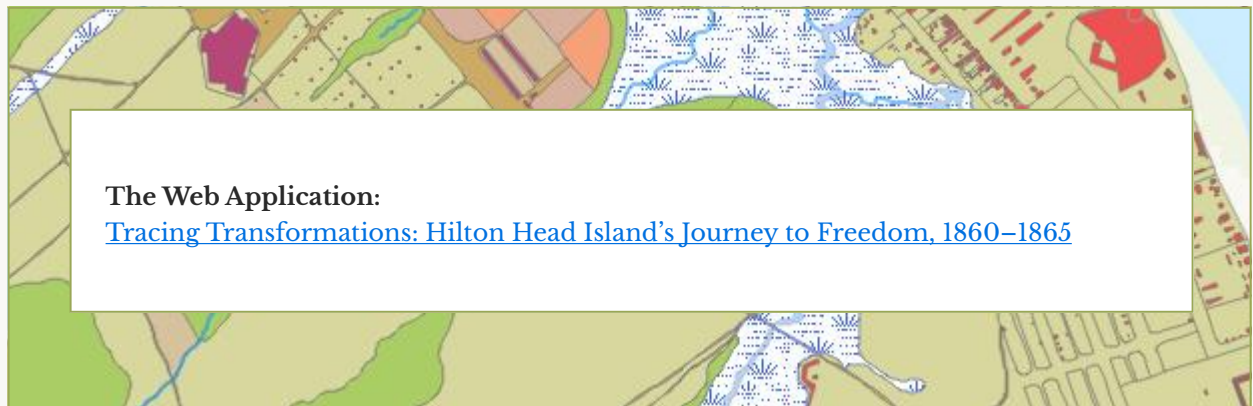 The Web Application:
Tracing Transformations: Hilton Head Island’s Journey to Freedom, 1860–1865